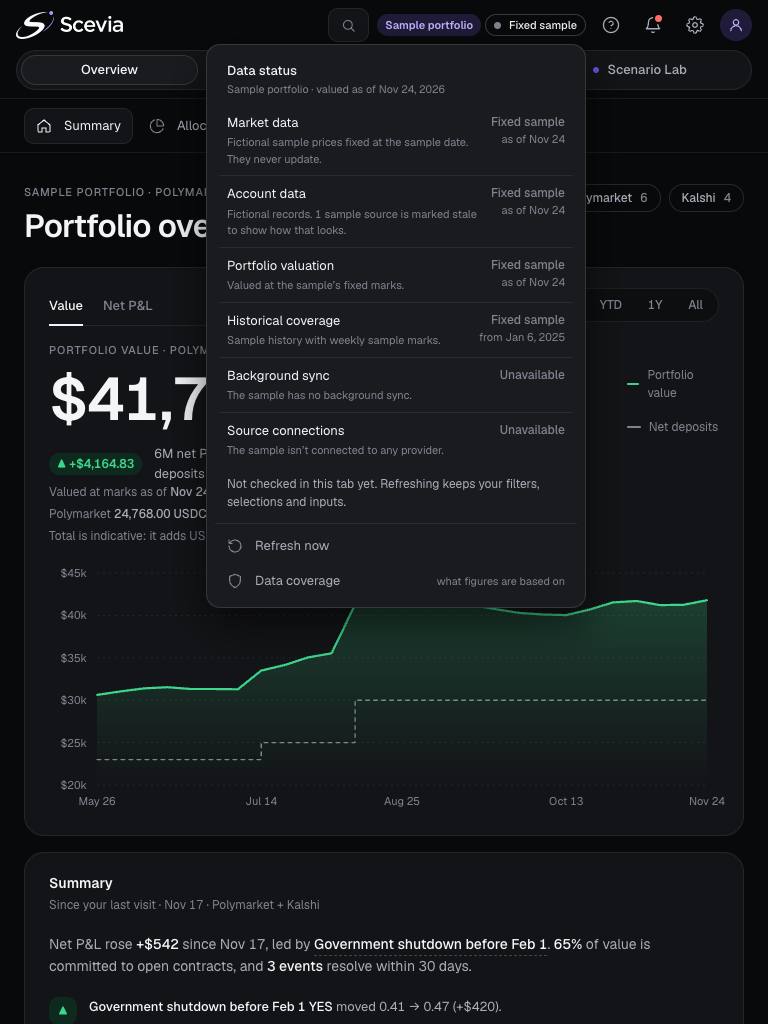 Scevia
Sample portfolio
Fixed sample
Overview
Scenario Lab
Summary
Data status
Sample portfolio · valued as of Nov 24, 2026
Market data
Fixed sample
Fictional sample prices fixed at the sample date.
as of Nov 24
They never update.
Account data
Fixed sample
Fictional records. 1 sample source is marked stale
as of Nov 24
to show how that looks.
Portfolio valuation
Fixed sample
Valued at the sample's fixed marks.
as of Nov 24
Historical coverage
Fixed sample
Sample history with weekly sample marks.
from Jan 6, 2025
Background sync
Unavailable
The sample has no background sync.
Source connections
Unavailable
The sample isn't connected to any provider.
Not checked in this tab yet. Refreshing keeps your filters,
selections and inputs.
Refresh now
Data coverage
what figures are based on
SAMPLE PORTFOLIO ·
Portfolio
6
Kalshi 4
Value
Net P&L
YTD
1Y
All
PORTFOLIO VALUE ·
$41,7
Portfolio
value
Net deposits
+$4,164.83
6M net
deposits
Valued at marks as of Nov
Polymarket 24,768.00 USDC
Total is indicative: it adds
$45k
$40k
$35k
$30k
$25k
$20k
May 26
Jul 14
Aug 25
Oct 13
Nov 24
Summary
Since your last visit · Nov 17 · Polymarket + Kalshi
Net P&L rose +$542 since Nov 17, led by Government shutdown before Feb 1. 65% of value is
committed to open contracts, and 3 events resolve within 30 days.
Government shutdown before Feb 1 YES moved 0.41 → 0.47 (+$420).